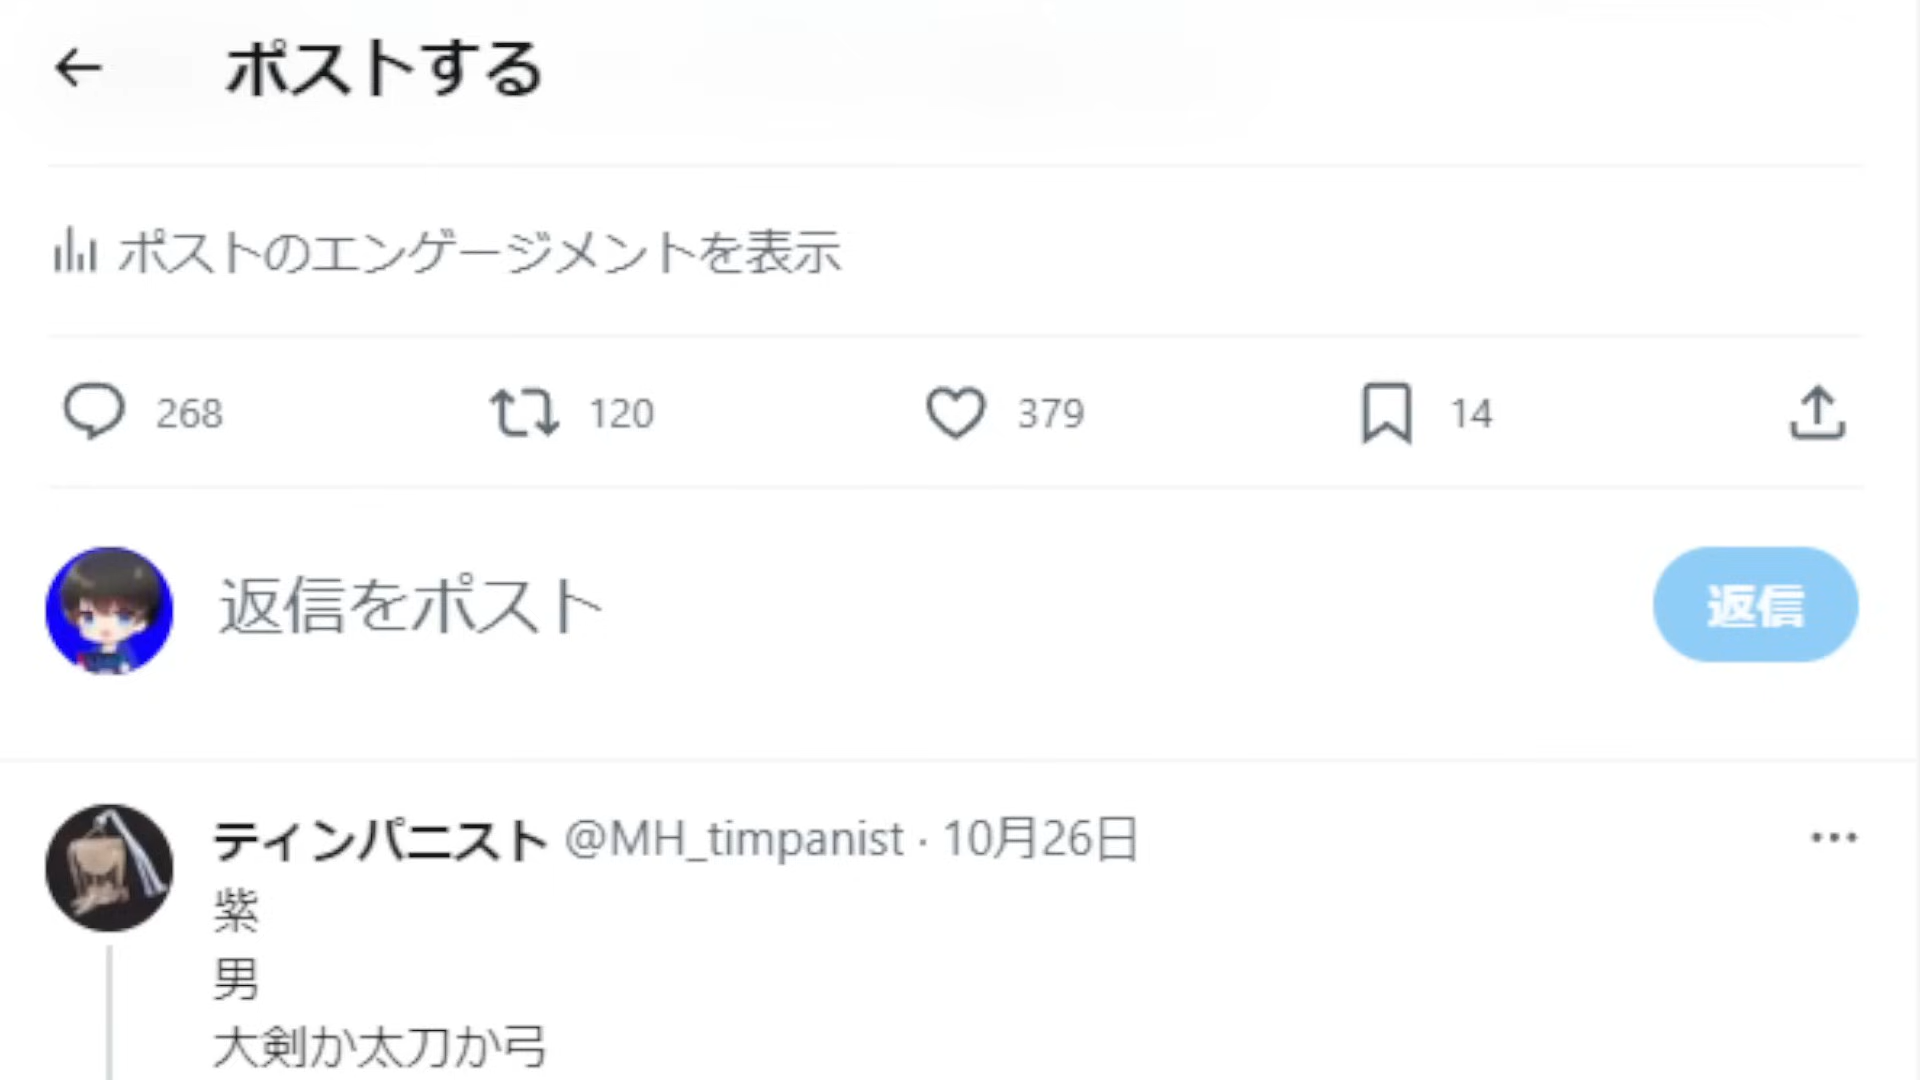 ポストする
ポストのエンゲージメントを表示
268 120 379 14
返信をポスト 返信
ティンパニスト @MH_timpanist · 10月26日
紫
男
大剣か太刀か弓